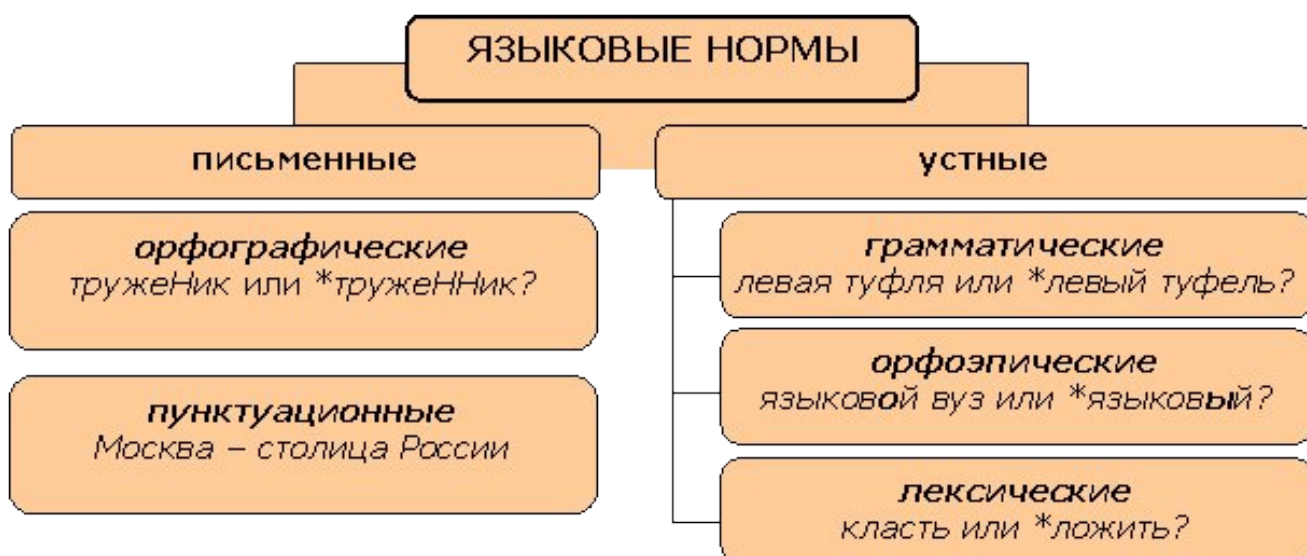 ЯЗЫКОВЫЕ НОРМЫ
письменные
орфографические
тружеНик или *тружеННик?
пунктуационные
Москва – столица России
устные
грамматические
левая туфля или *левый туфель?
орфоэпические
языковой вуз или *языковый?
лексические
класть или *ложить?